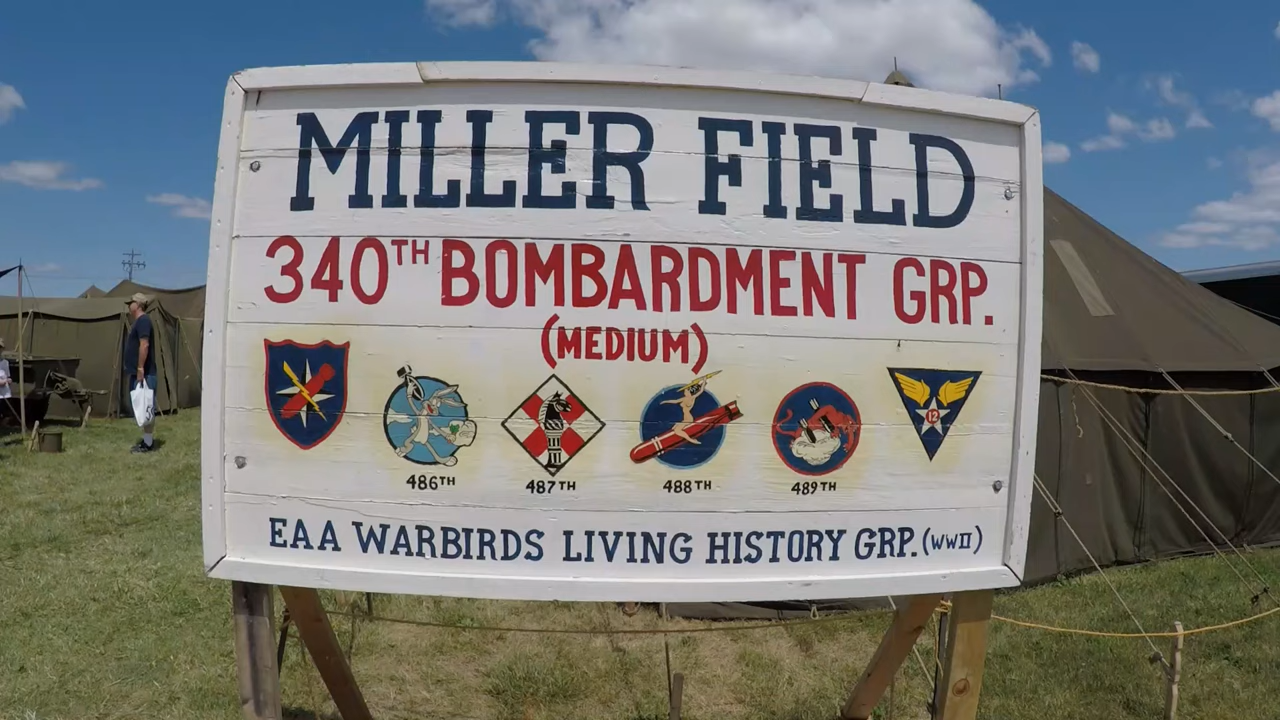 MILLER FIELD
340TH BOMBARDMENT GRP.
(MEDIUM)
12
486TH 487TH 488TH 489TH
EAA WARBIRDS LIVING HISTORY GRP. (WWII)